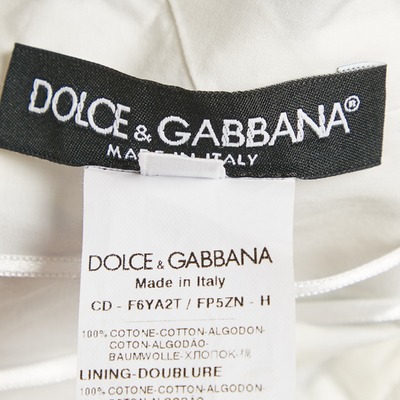 DOLCE & GABBANA®
MADE IN ITALY
DOLCE & GABBANA
Made in Italy
CD - F6YA2T / FP5ZN - H
100% COTONE-COTTON-ALGODON-
COTON-ALGODÃO-
BAUMWOLLE-ХЛОПОК-棉
LINING-DOUBLURE
100% COTONE-COTTON-ALGODON-